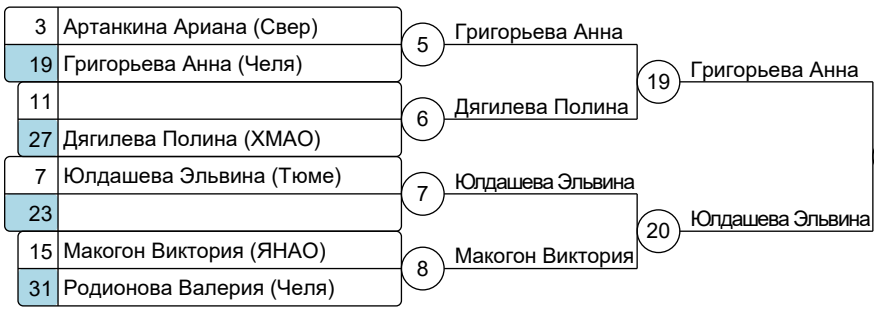 3 Артанкина Ариана (Свер)
19 Григорьева Анна (Челя)
5 Григорьева Анна
11
27 Дягилева Полина (ХМАО)
6 Дягилева Полина
19 Григорьева Анна
7 Юлдашева Эльвина (Тюме)
23
7 Юлдашева Эльвина
15 Макогон Виктория (ЯНАО)
31 Родионова Валерия (Челя)
8 Макогон Виктория
20 Юлдашева Эльвина